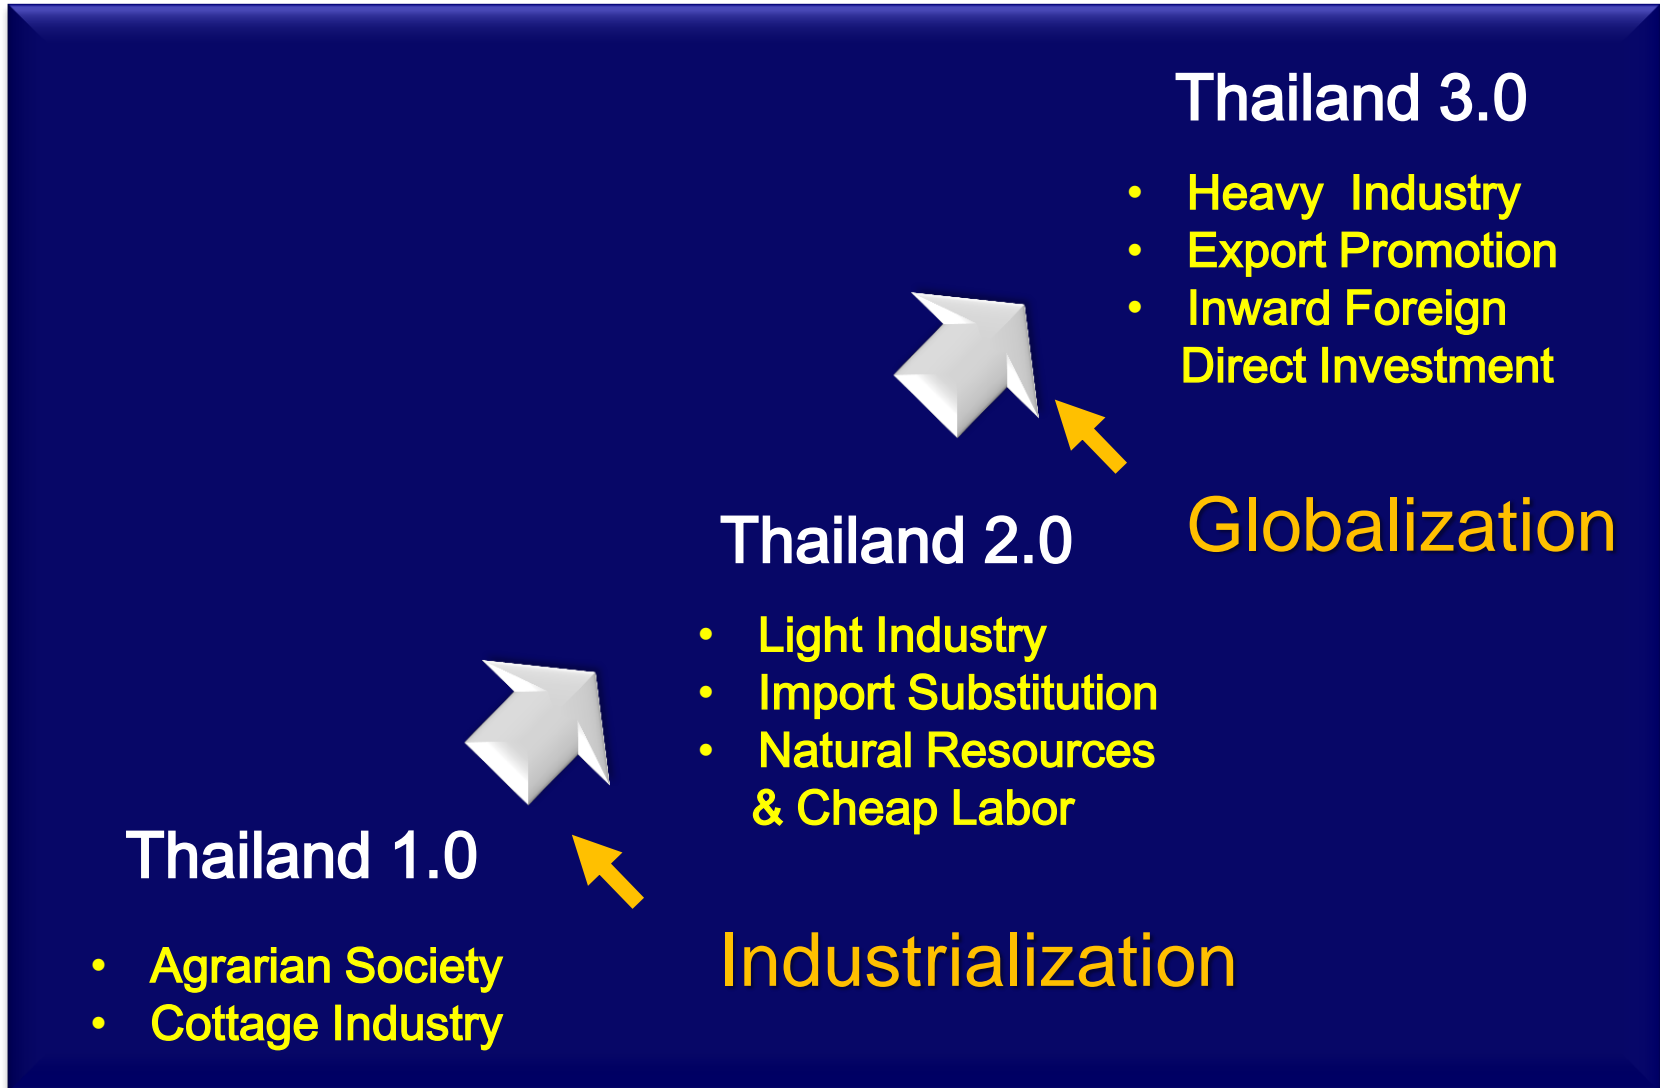 Thailand 3.0
• Heavy Industry
• Export Promotion
• Inward Foreign
Direct Investment
Globalization
Thailand 2.0
• Light Industry
• Import Substitution
• Natural Resources
& Cheap Labor
Industrialization
Thailand 1.0
• Agrarian Society
• Cottage Industry